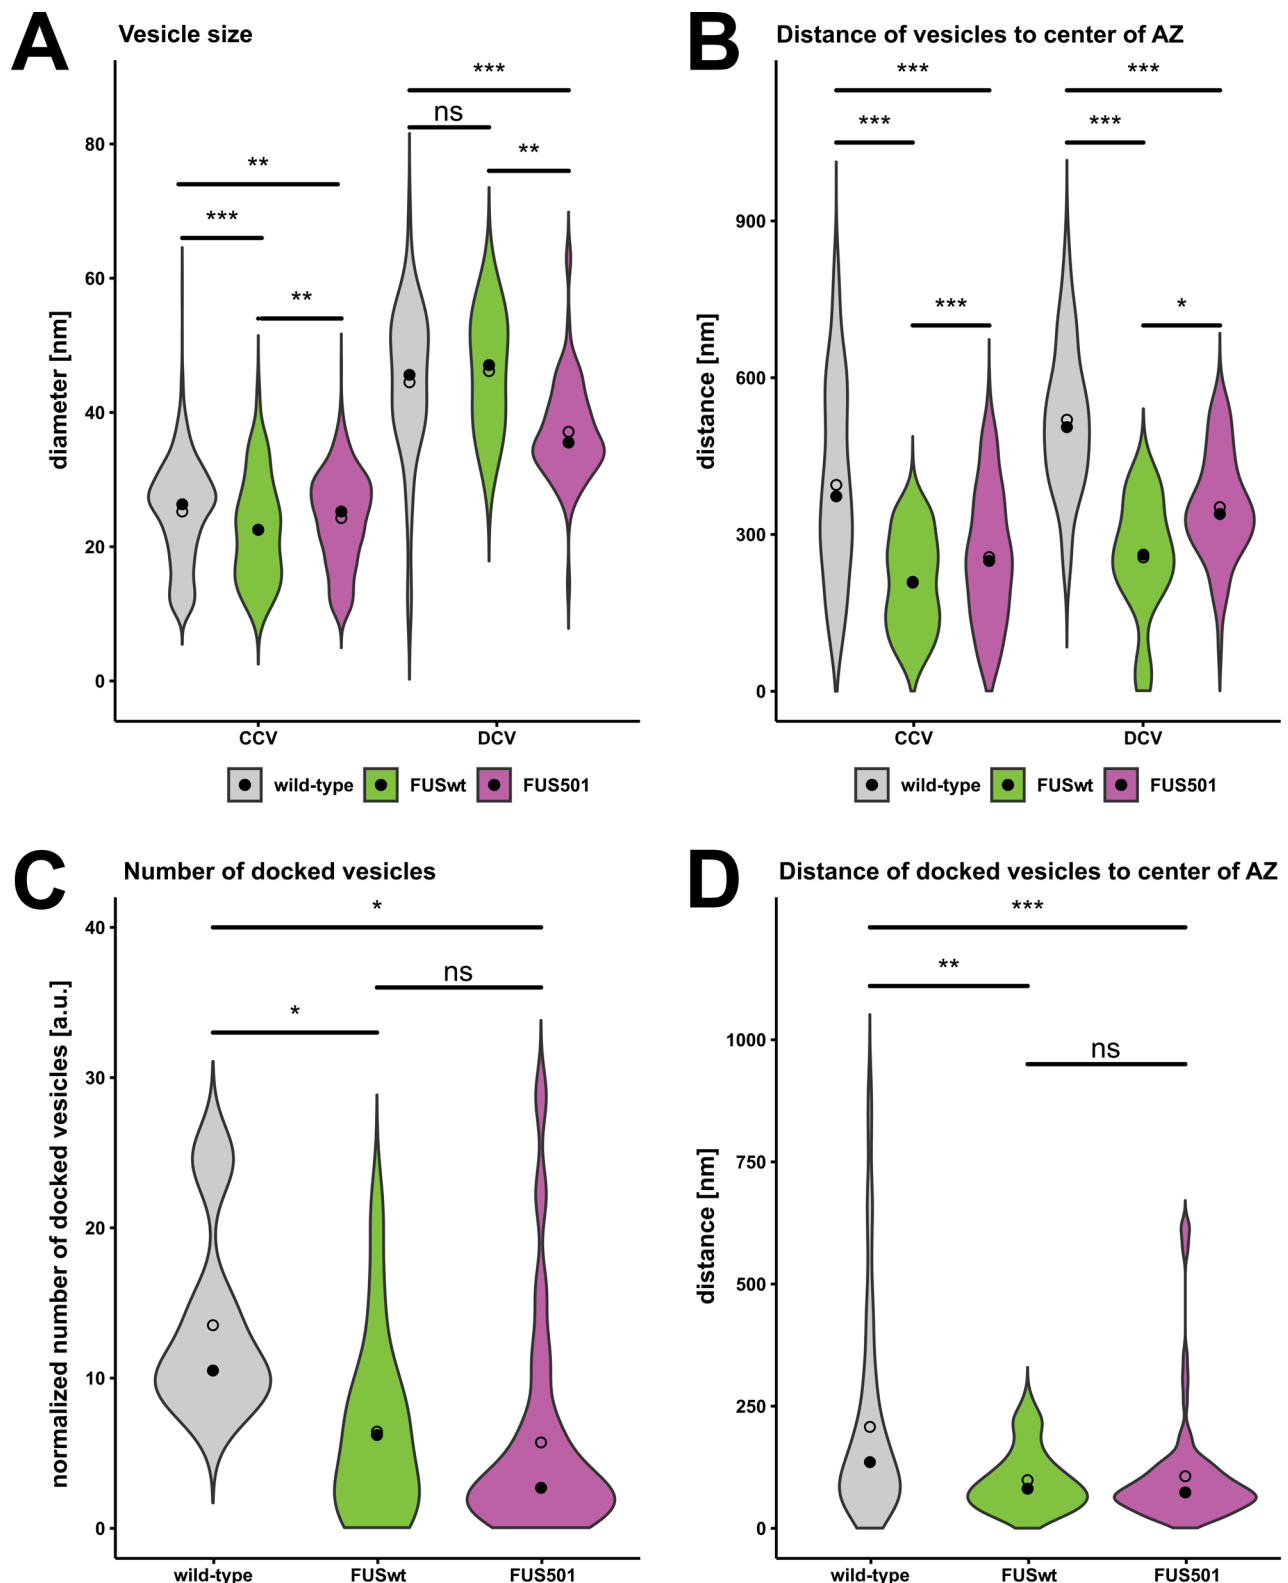 A Vesicle size
***
ns
**
**
***
**
80
60
40
20
0
diameter [nm]
CCV DCV
wild-type FUSwt FUS501
B Distance of vesicles to center of AZ
*** ***
*** ***
*** *
900
600
300
0
distance [nm]
CCV DCV
wild-type FUSwt FUS501
C Number of docked vesicles
*
ns
*
40
30
20
10
0
normalized number of docked vesicles [a.u.]
wild-type FUSwt FUS501
D Distance of docked vesicles to center of AZ
***
**
ns
1000
750
500
250
0
distance [nm]
wild-type FUSwt FUS501